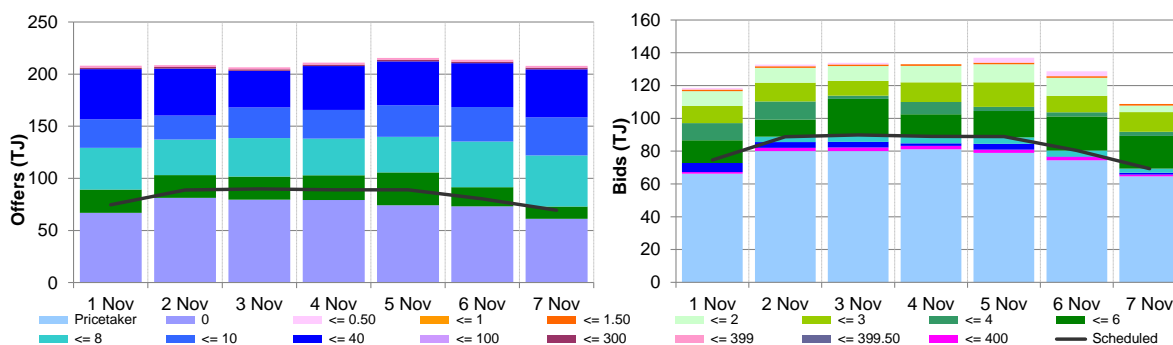 250
200
150
100
50
0
Offers (TJ)
1 Nov 2 Nov 3 Nov 4 Nov 5 Nov 6 Nov 7 Nov
160
140
120
100
80
60
40
20
0
Bids (TJ)
1 Nov 2 Nov 3 Nov 4 Nov 5 Nov 6 Nov 7 Nov
Pricetaker 0 <= 0.50 <= 1 <= 1.50 <= 2 <= 3 <= 4 <= 6
<= 8 <= 10 <= 40 <= 100 <= 300 <= 399 <= 399.50 <= 400 Scheduled